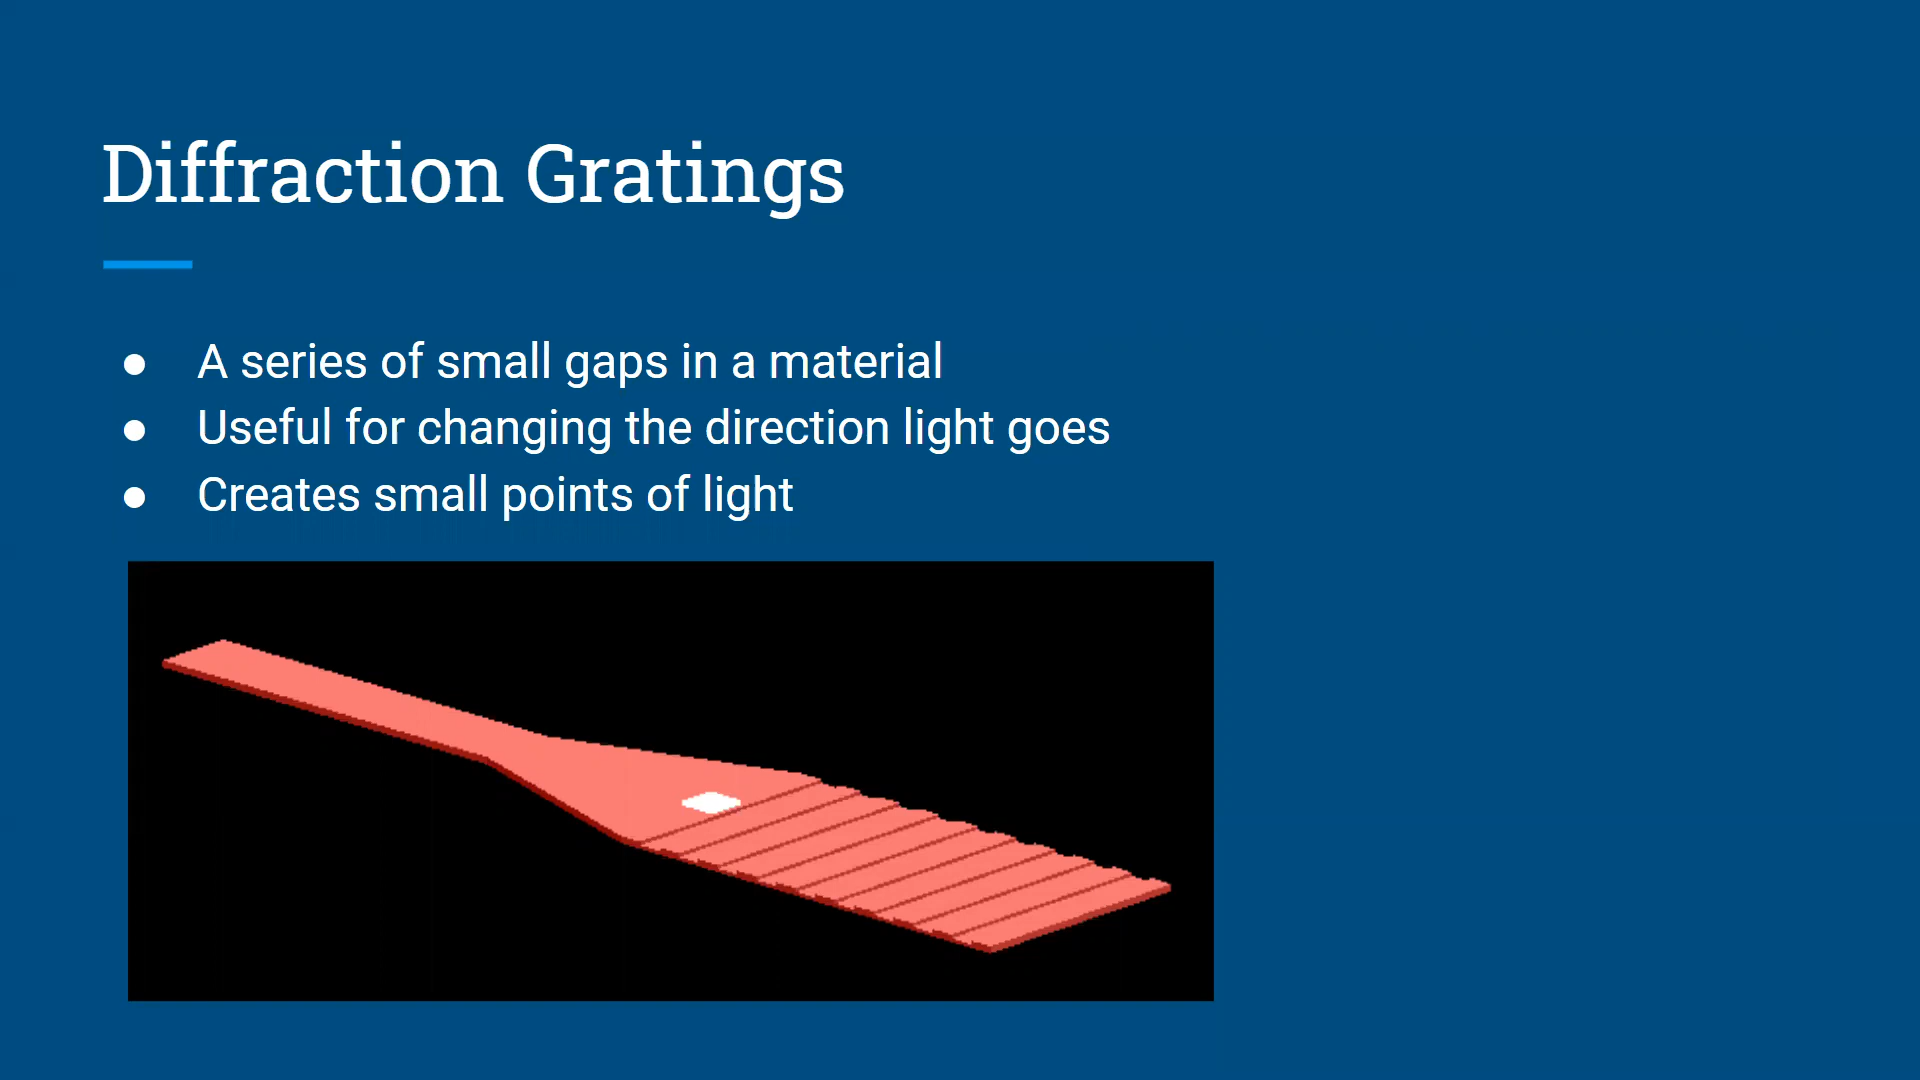 Diffraction Gratings
● A series of small gaps in a material
● Useful for changing the direction light goes
● Creates small points of light